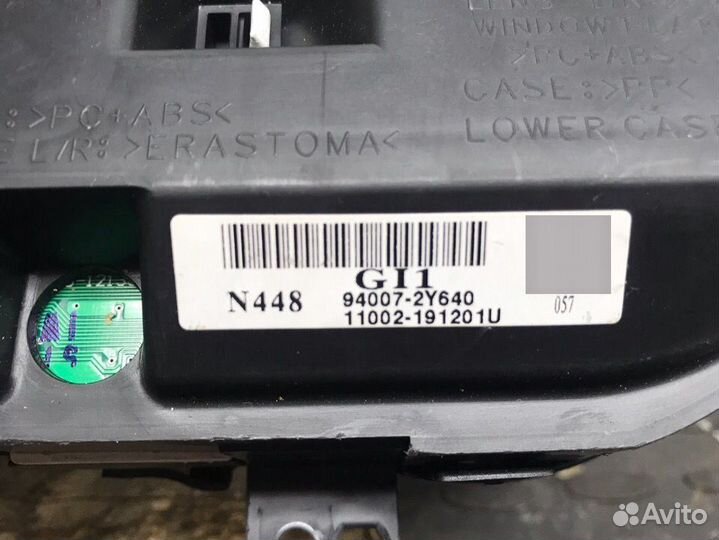 WINDOW
>PC+ABS<
CASE:>PP<
LOWER CASE
:>PC+ABS<
L/R:>ERASTOMA<
GI1
N448
94007-2Y640
11002-191201U
057
Avito